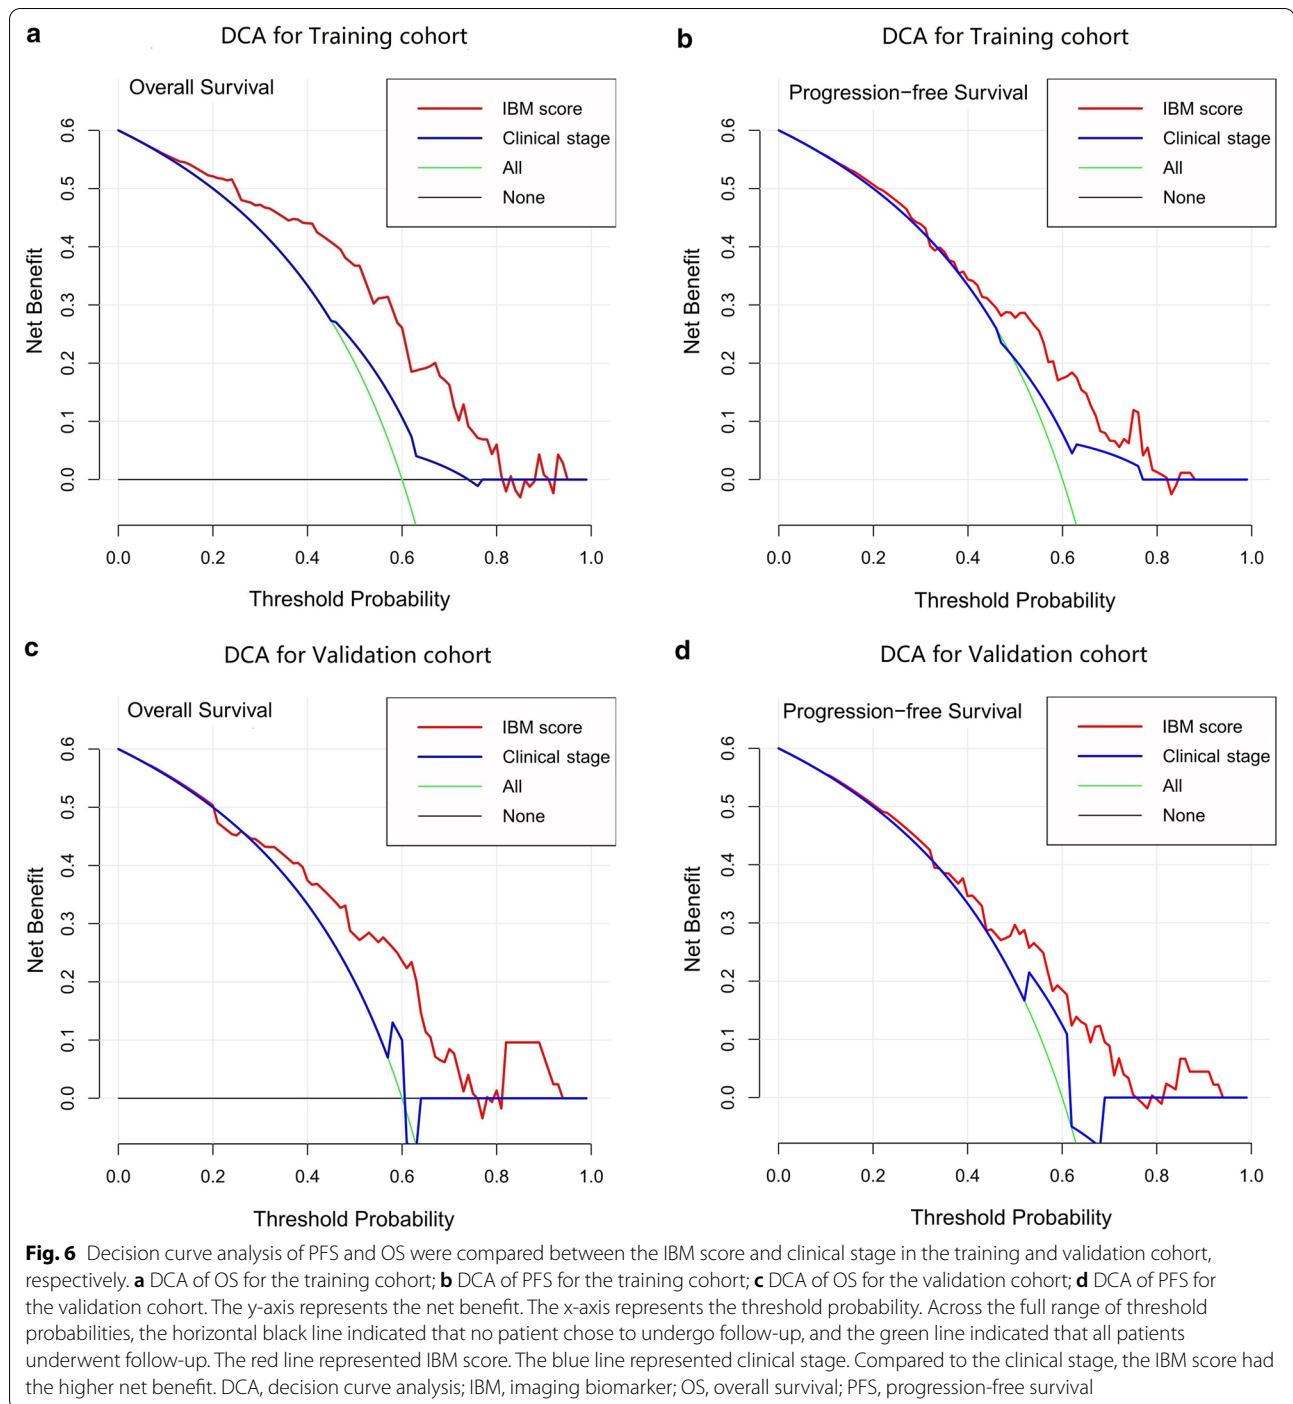 a
DCA for Training cohort
Overall Survival
IBM score
Clinical stage
All
None
Net Benefit
0.6
0.5
0.4
0.3
0.2
0.1
0.0
0.0 0.2 0.4 0.6 0.8 1.0
Threshold Probability
b
DCA for Training cohort
Progression-free Survival
IBM score
Clinical stage
All
None
Net Benefit
0.6
0.5
0.4
0.3
0.2
0.1
0.0
0.0 0.2 0.4 0.6 0.8 1.0
Threshold Probability
c
DCA for Validation cohort
Overall Survival
IBM score
Clinical stage
All
None
Net Benefit
0.6
0.5
0.4
0.3
0.2
0.1
0.0
0.0 0.2 0.4 0.6 0.8 1.0
Threshold Probability
d
DCA for Validation cohort
Progression-free Survival
IBM score
Clinical stage
All
None
Net Benefit
0.6
0.5
0.4
0.3
0.2
0.1
0.0
0.0 0.2 0.4 0.6 0.8 1.0
Threshold Probability
Fig. 6 Decision curve analysis of PFS and OS were compared between the IBM score and clinical stage in the training and validation cohort,
respectively. a DCA of OS for the training cohort; b DCA of PFS for the training cohort; c DCA of OS for the validation cohort; d DCA of PFS for
the validation cohort. The y-axis represents the net benefit. The x-axis represents the threshold probability. Across the full range of threshold
probabilities, the horizontal black line indicated that no patient chose to undergo follow-up, and the green line indicated that all patients
underwent follow-up. The red line represented IBM score. The blue line represented clinical stage. Compared to the clinical stage, the IBM score had
the higher net benefit. DCA, decision curve analysis; IBM, imaging biomarker; OS, overall survival; PFS, progression-free survival